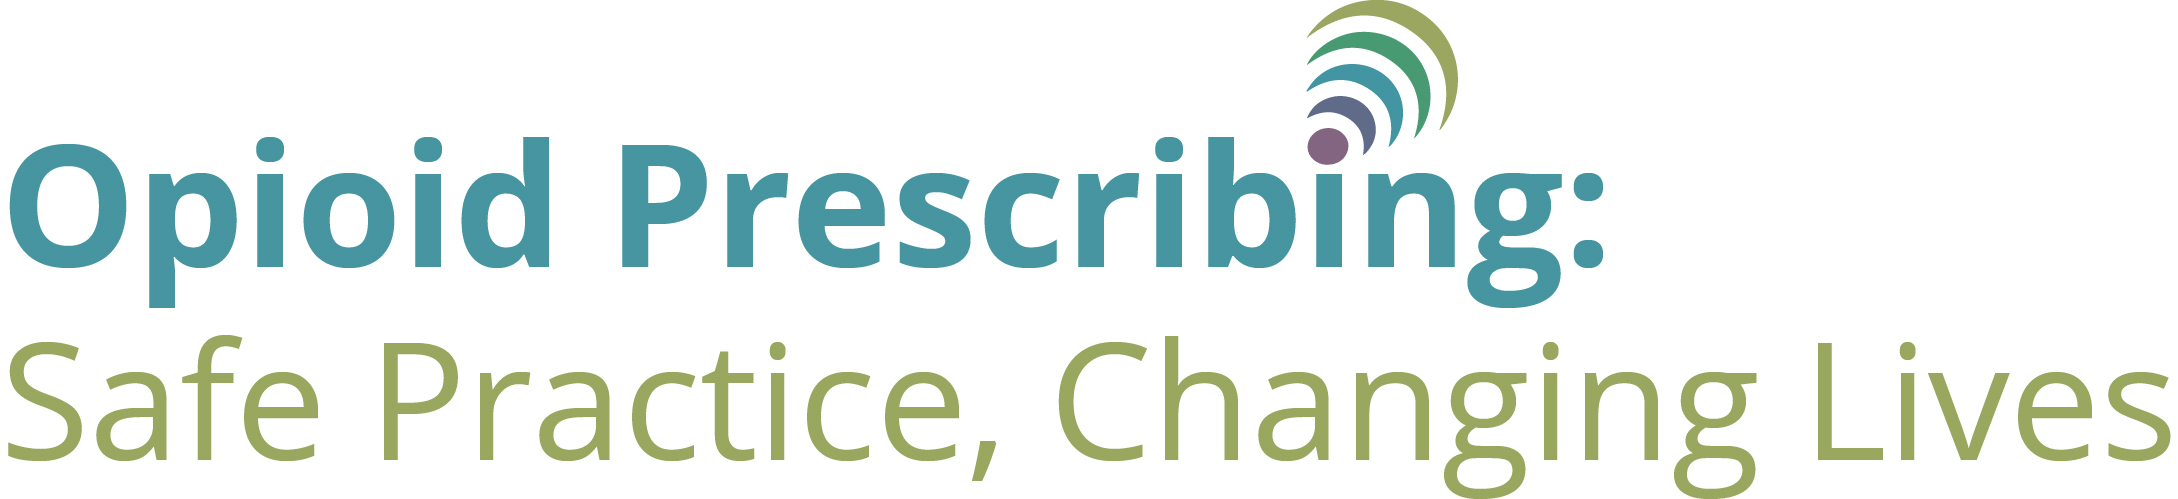 Opioid Prescribing:
Safe Practice, Changing Lives